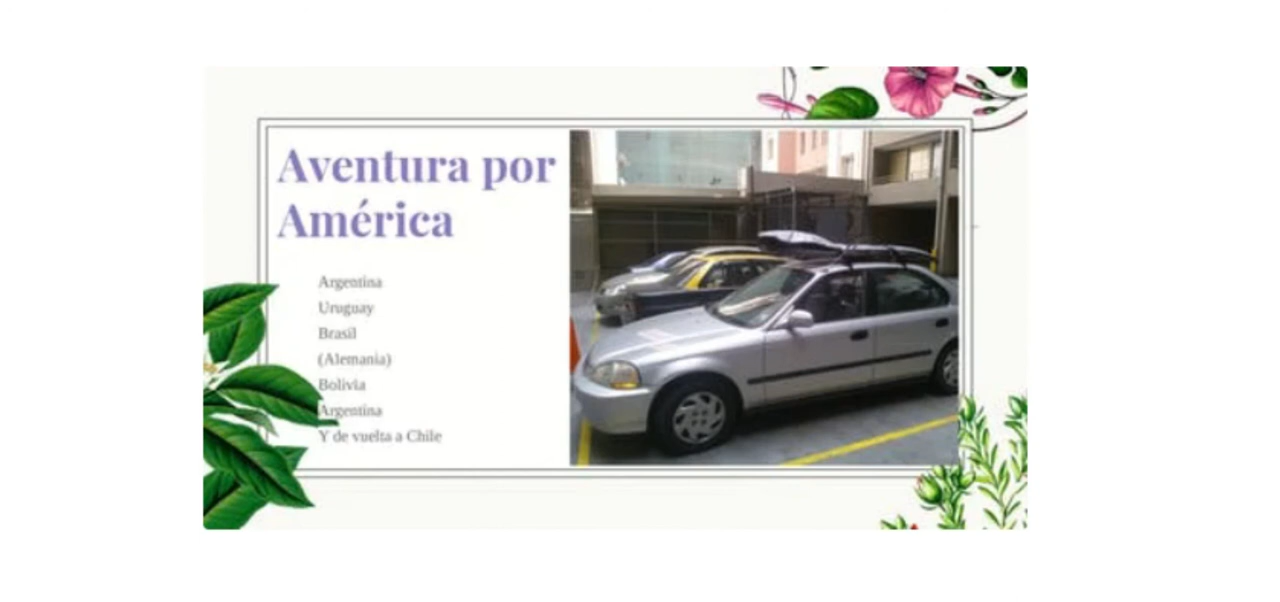 Aventura por
América
Argentina
Uruguay
Brasil
(Alemania)
Bolivia
Argentina
Y de vuelta a Chile